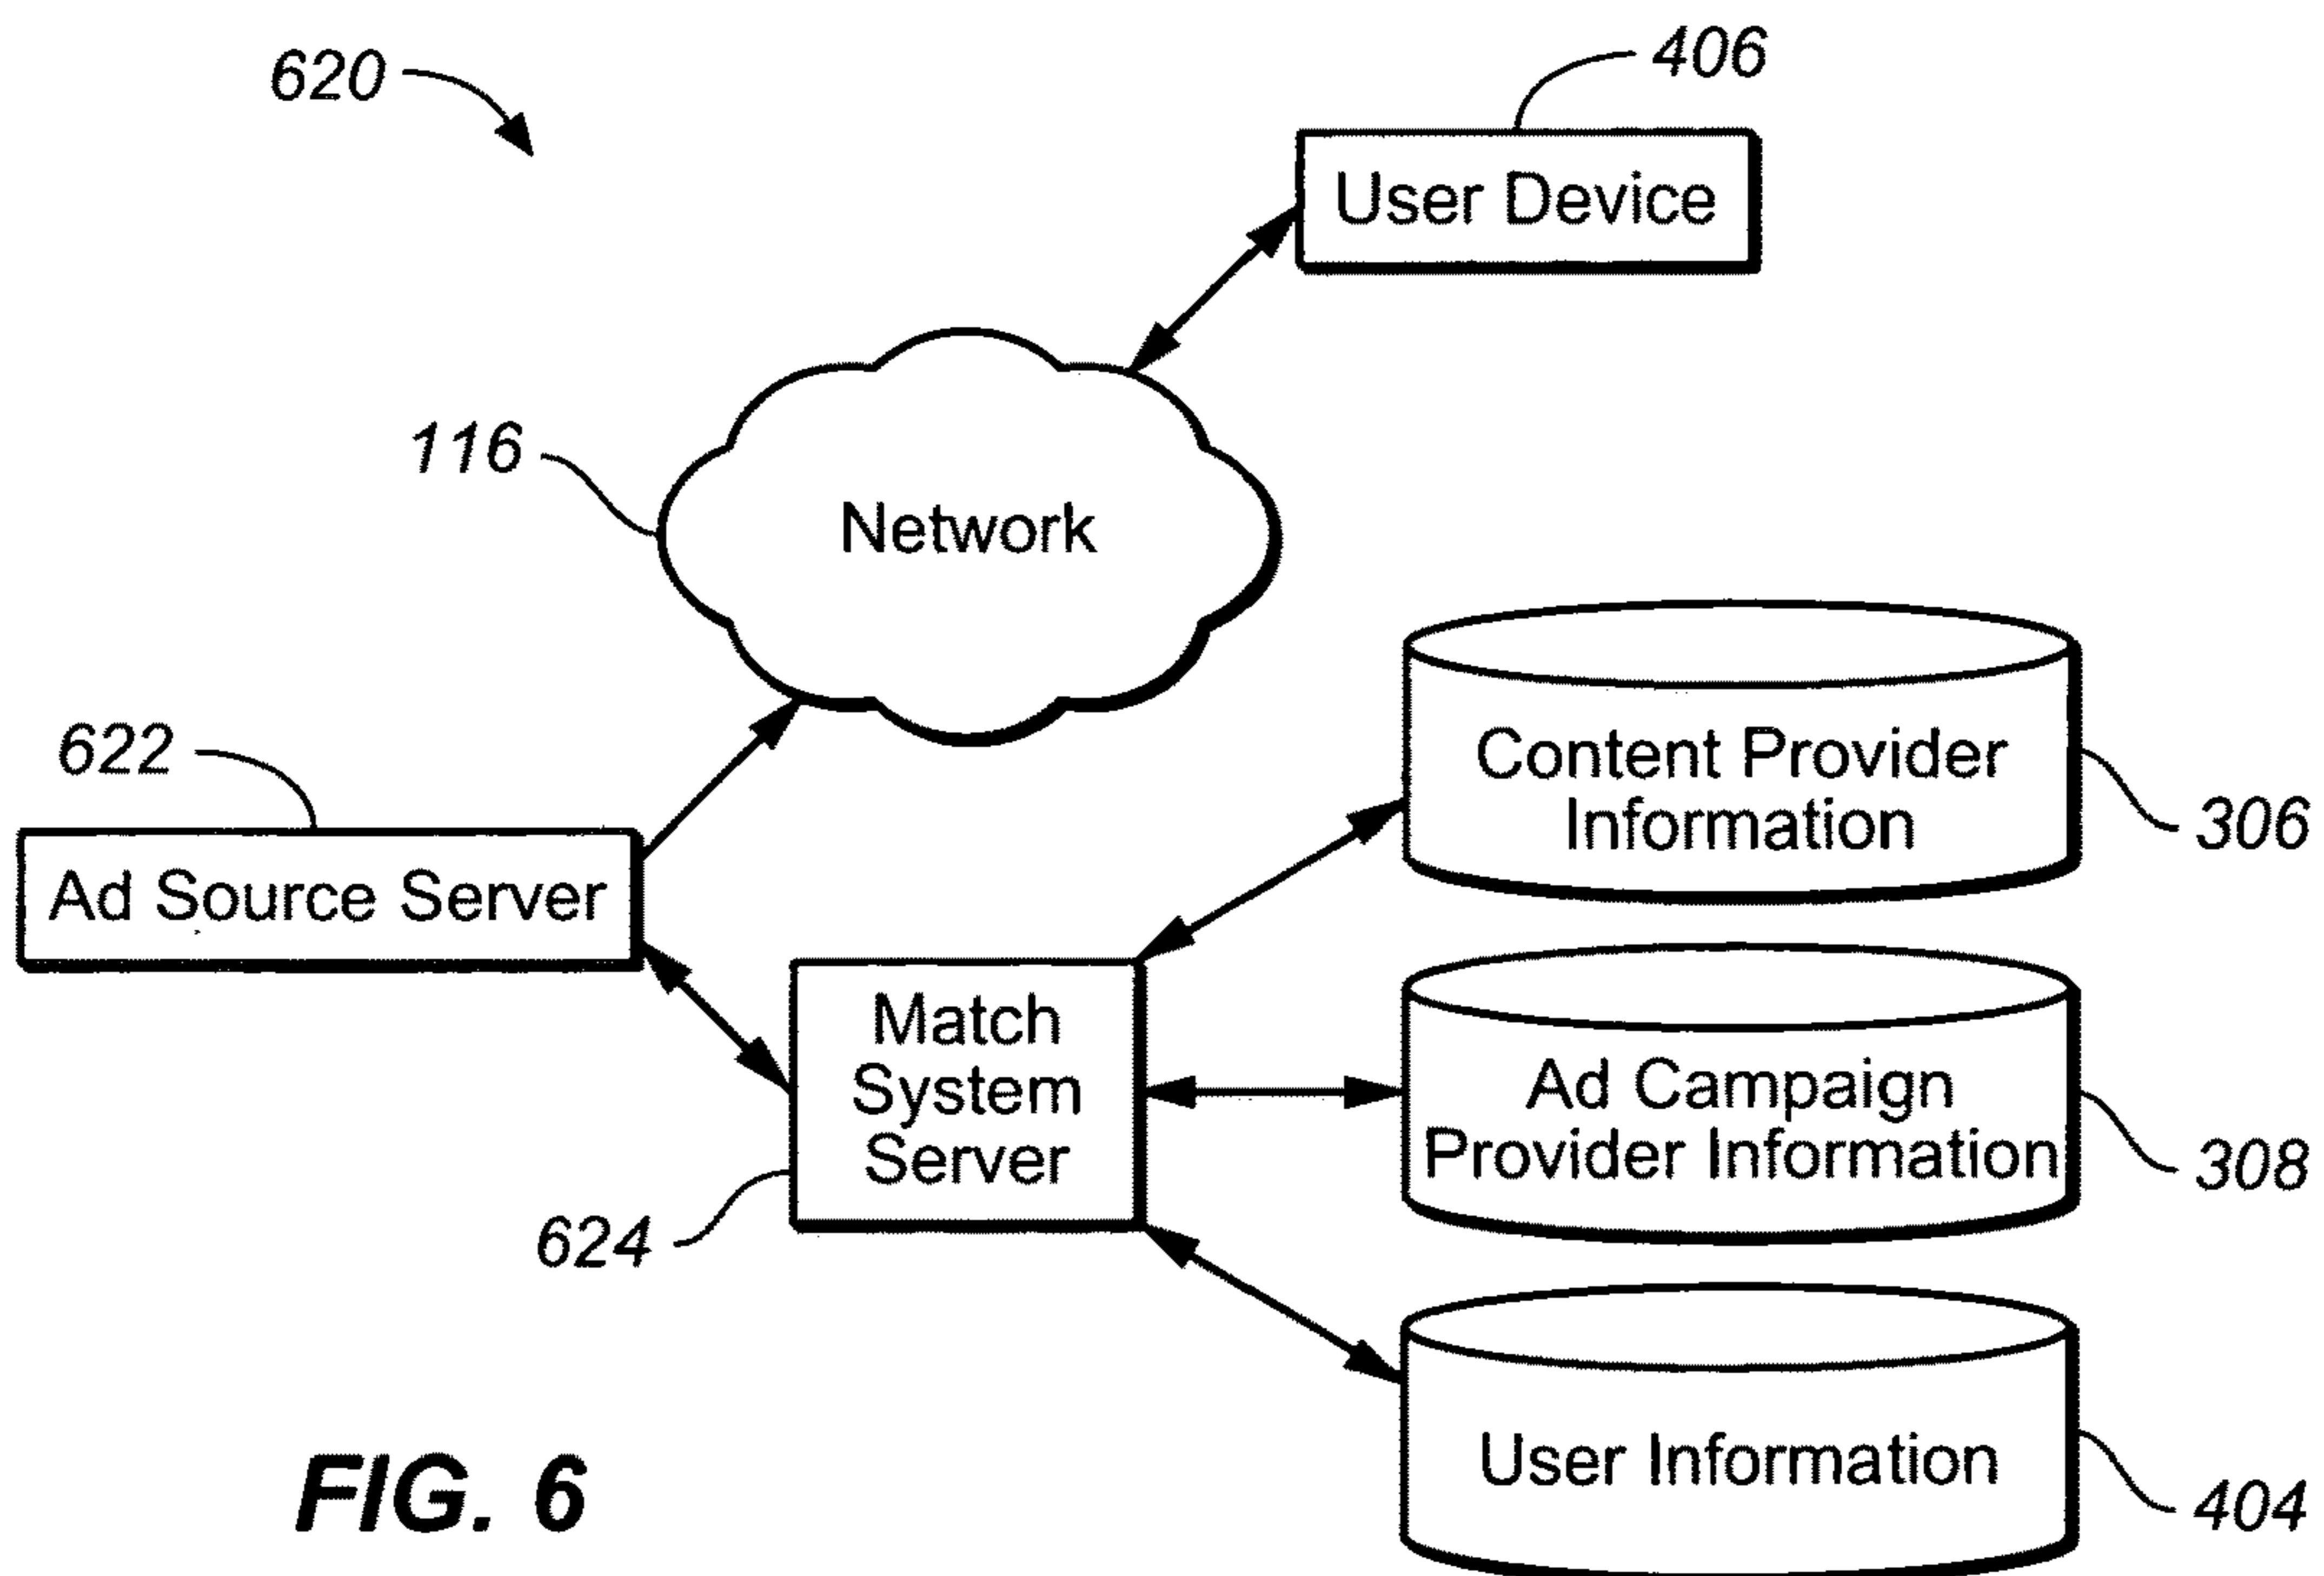 620
406
User Device
116
Network
622
Ad Source Server
Content Provider
Information
306
Match
System
Server
624
Ad Campaign
Provider Information
308
User Information
404
FIG. 6